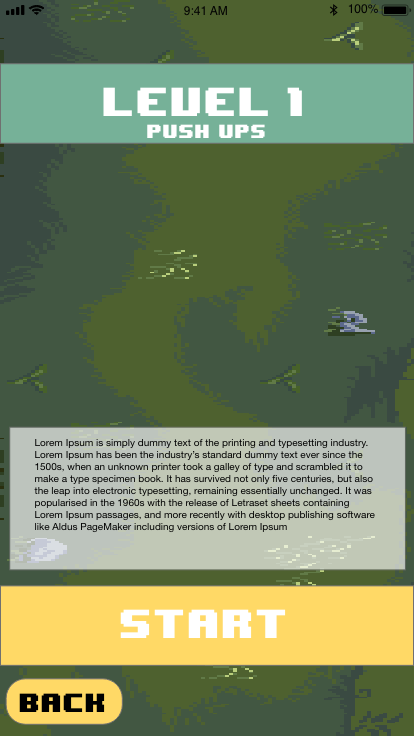 9:41 AM 100%
LEVEL 1
PUSH UPS
Lorem Ipsum is simply dummy text of the printing and typesetting industry.
Lorem Ipsum has been the industry's standard dummy text ever since the
1500s, when an unknown printer took a galley of type and scrambled it to
make a type specimen book. It has survived not only five centuries, but also
the leap into electronic typesetting, remaining essentially unchanged. It was
popularised in the 1960s with the release of Letraset sheets containing
Lorem Ipsum passages, and more recently with desktop publishing software
like Aldus PageMaker including versions of Lorem Ipsum
START
BACK